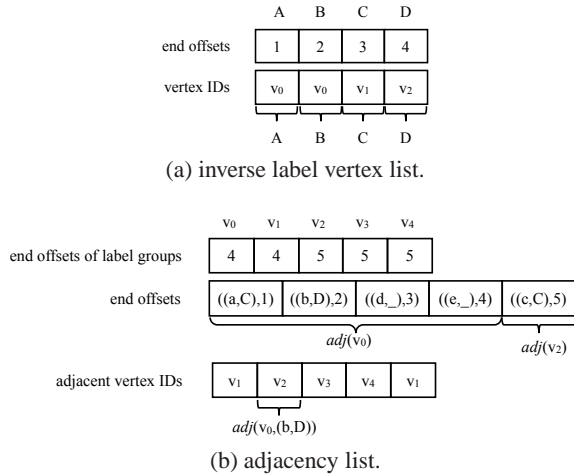 A B C D
end offsets 1 2 3 4
vertex IDs v₀ v₀ v₁ v₂
A B C D
(a) inverse label vertex list.
v₀ v₁ v₂ v₃ v₄
end offsets of label groups 4 4 5 5 5
end offsets ((a,C),1) ((b,D),2) ((d,_),3) ((e,_),4) ((c,C),5)
adj(v₀) adj(v₂)
adjacent vertex IDs v₁ v₂ v₃ v₄ v₁
adj(v₀,(b,D))
(b) adjacency list.